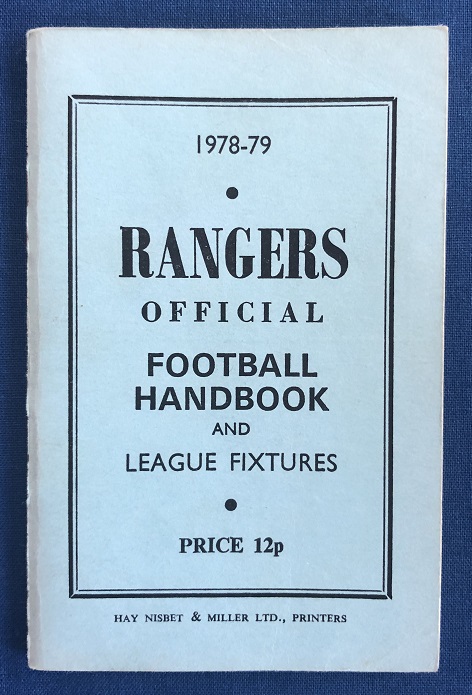 1978-79
RANGERS
OFFICIAL
FOOTBALL
HANDBOOK
AND
LEAGUE FIXTURES
PRICE 12p
HAY NISBET & MILLER LTD., PRINTERS